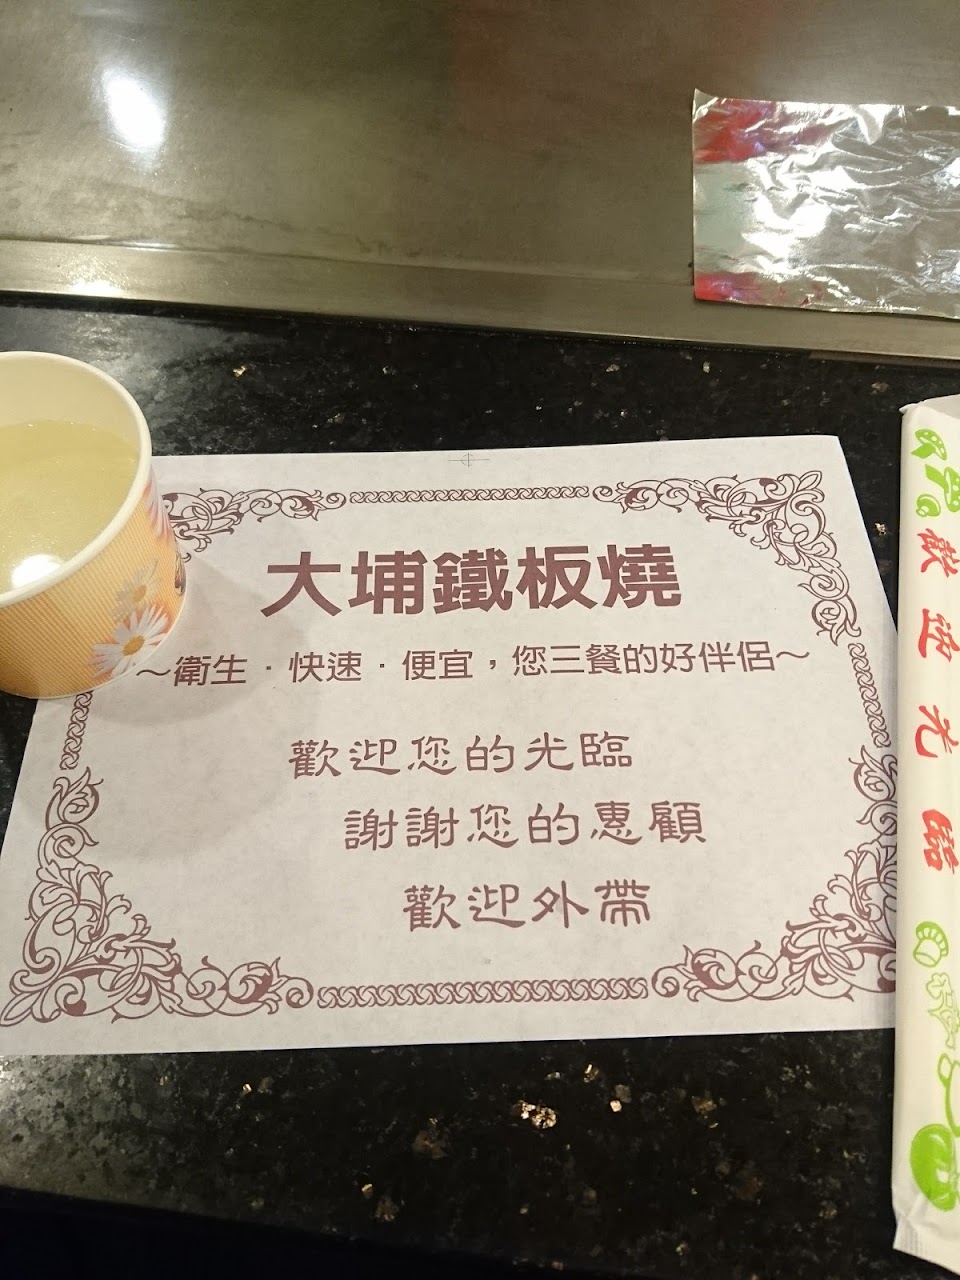 大埔鐵板燒
～衛生．快速．便宜，您三餐的好伴侶～
歡迎您的光臨
謝謝您的惠顧
歡迎外帶
歡迎光臨